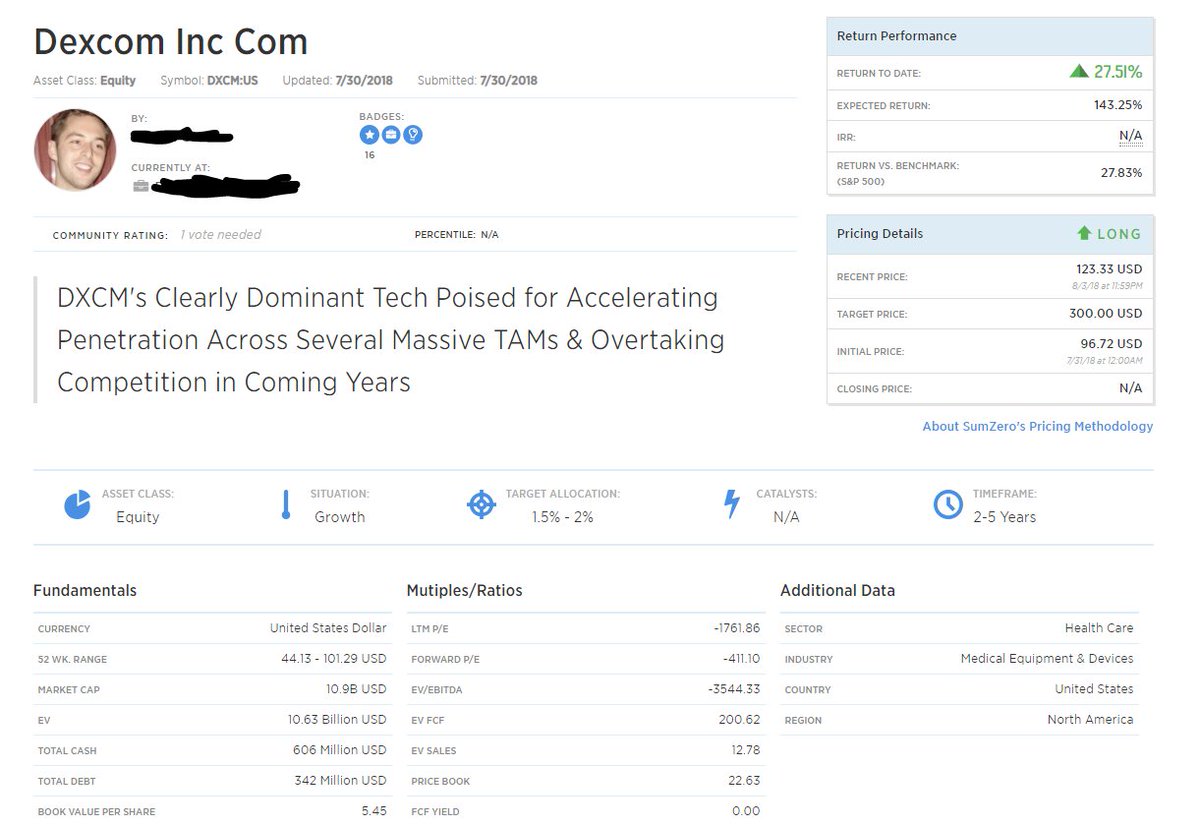 Dexcom Inc Com
Asset Class: Equity Symbol: DXCM:US Updated: 7/30/2018 Submitted: 7/30/2018
BY:
CURRENTLY AT:
BADGES:
16
COMMUNITY RATING: 1 vote needed PERCENTILE: N/A
DXCM's Clearly Dominant Tech Poised for Accelerating
Penetration Across Several Massive TAMs & Overtaking
Competition in Coming Years
Return Performance
RETURN TO DATE: 27.51%
EXPECTED RETURN: 143.25%
IRR: N/A
RETURN VS. BENCHMARK: 27.83%
(S&P 500)
Pricing Details LONG
RECENT PRICE: 123.33 USD
8/3/18 at 11:59PM
TARGET PRICE: 300.00 USD
INITIAL PRICE: 96.72 USD
7/31/18 at 12:00AM
CLOSING PRICE: N/A
About SumZero's Pricing Methodology
ASSET CLASS: SITUATION: TARGET ALLOCATION: CATALYSTS: TIMEFRAME:
Equity Growth 1.5% - 2% N/A 2-5 Years
Fundamentals
CURRENCY United States Dollar
52 WK. RANGE 44.13 - 101.29 USD
MARKET CAP 10.9B USD
EV 10.63 Billion USD
TOTAL CASH 606 Million USD
TOTAL DEBT 342 Million USD
BOOK VALUE PER SHARE 5.45
Mutiples/Ratios
LTM P/E -1761.86
FORWARD P/E -411.10
EV/EBITDA -3544.33
EV FCF 200.62
EV SALES 12.78
PRICE BOOK 22.63
FCF YIELD 0.00
Additional Data
SECTOR Health Care
INDUSTRY Medical Equipment & Devices
COUNTRY United States
REGION North America